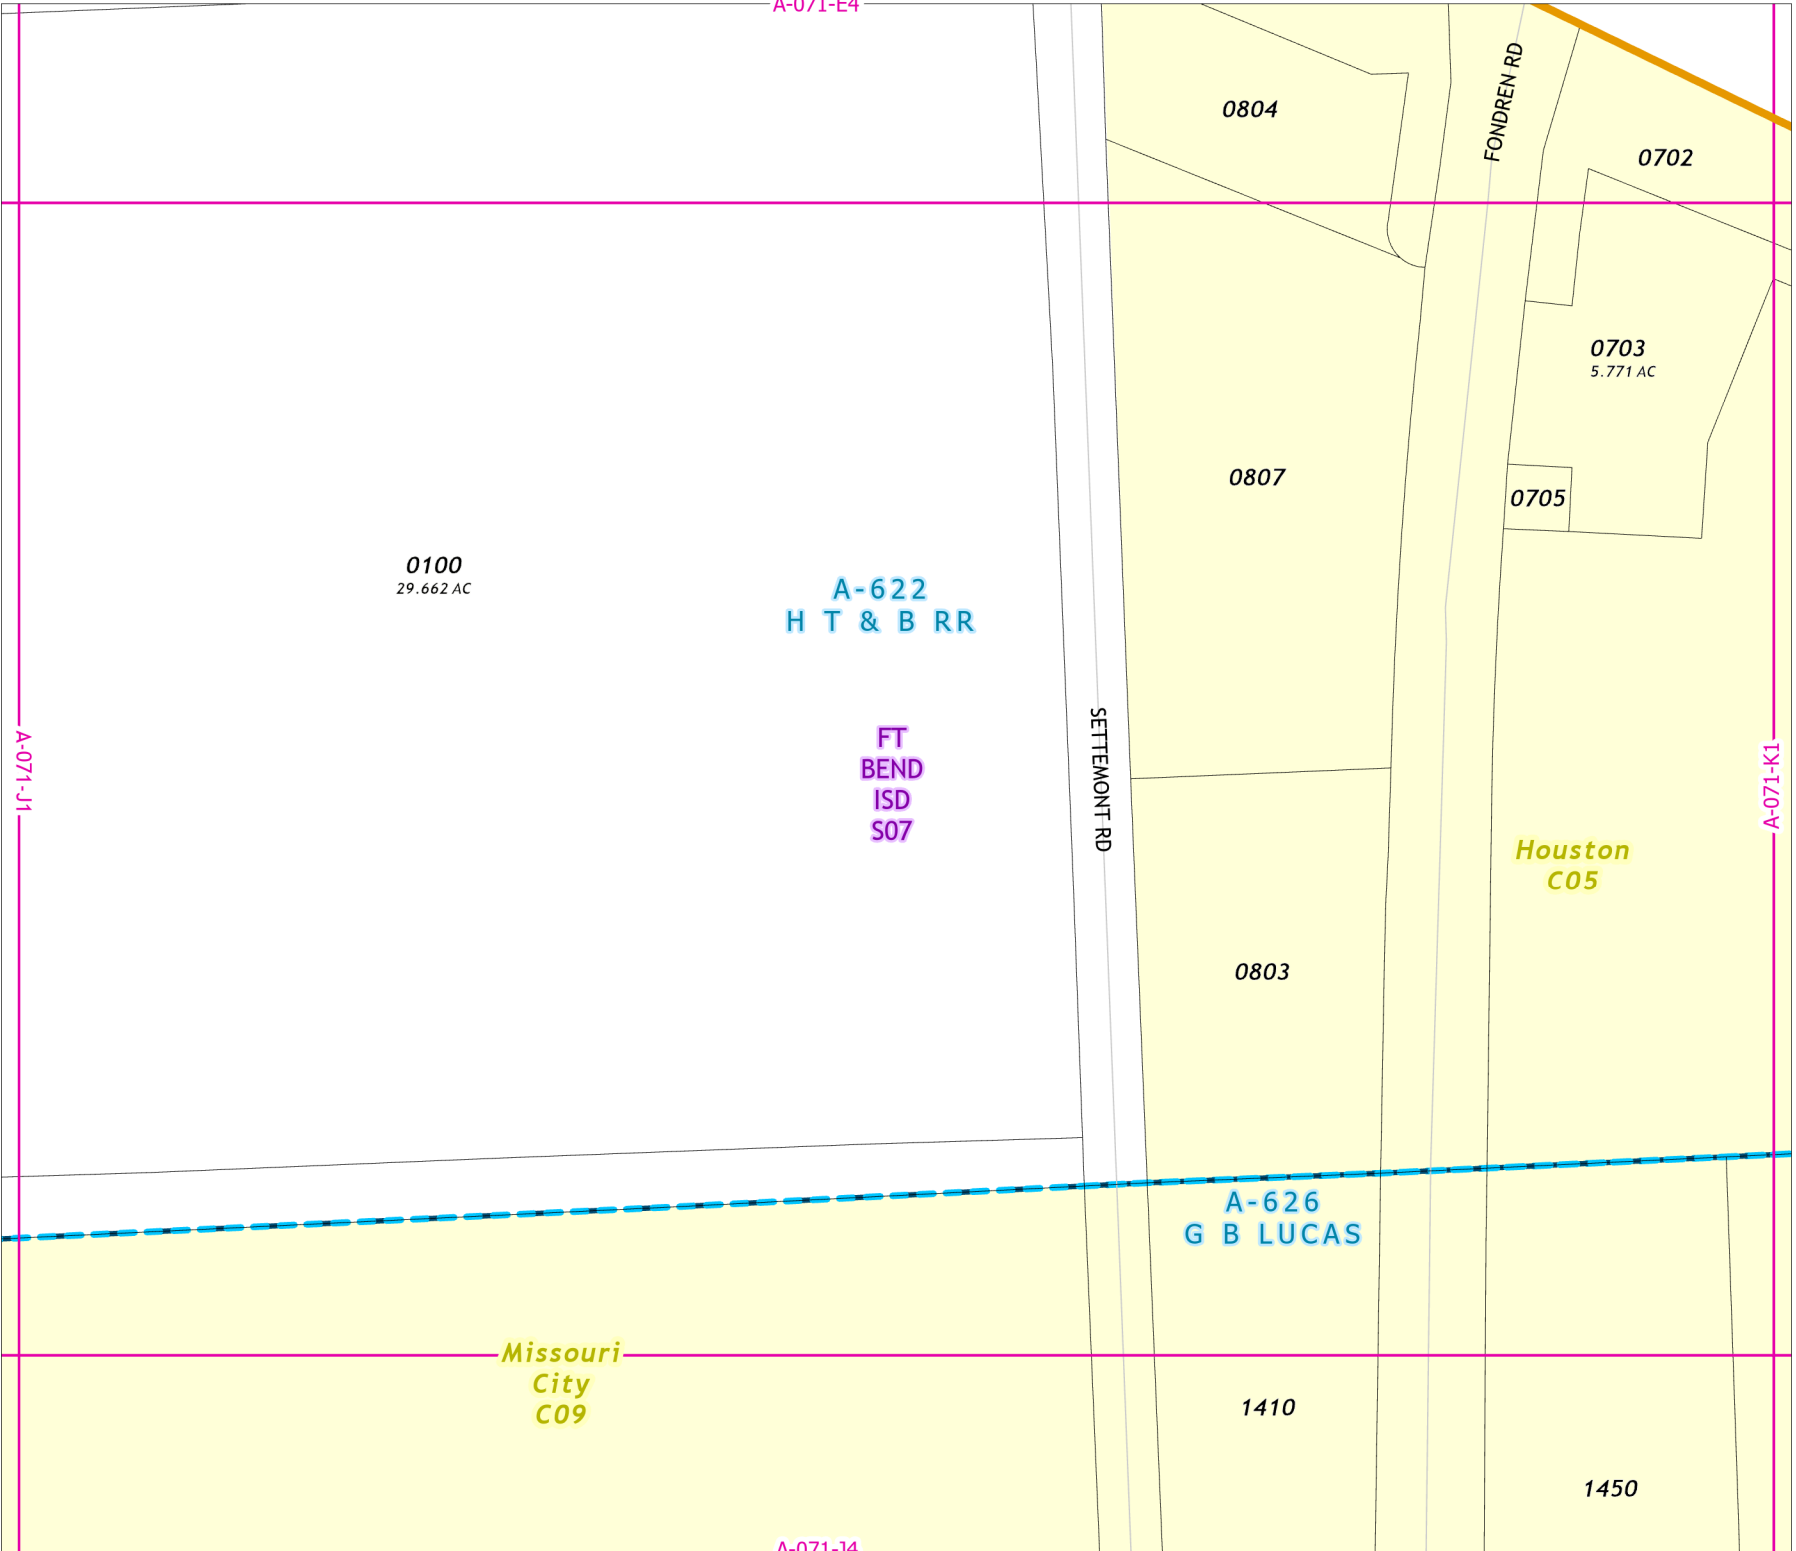 A-071-E4
FONDREN RD
0804
0702
0703
5.771 AC
0807
0705
0100
29.662 AC
A-622
H T & B RR
FT
BEND
ISD
S07
SETTEMONT RD
A-071-J1
A-071-K1
Houston
C05
0803
A-626
G B LUCAS
Missouri
City
C09
1410
1450
A-071-J4